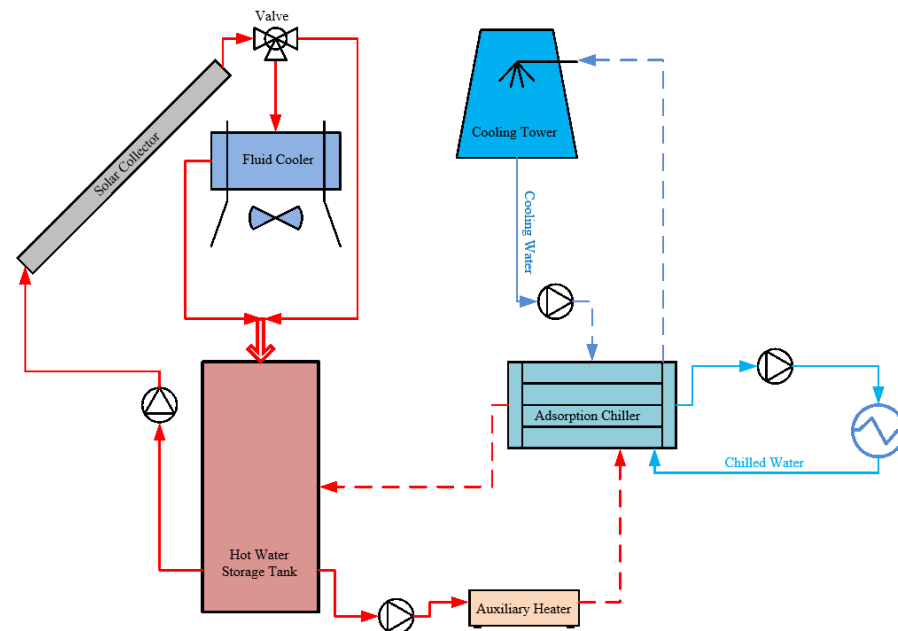 Valve
Solar Collector
Fluid Cooler
Cooling Tower
Cooling Water
Adsorption Chiller
Chilled Water
Hot Water
Storage Tank
Auxiliary Heater